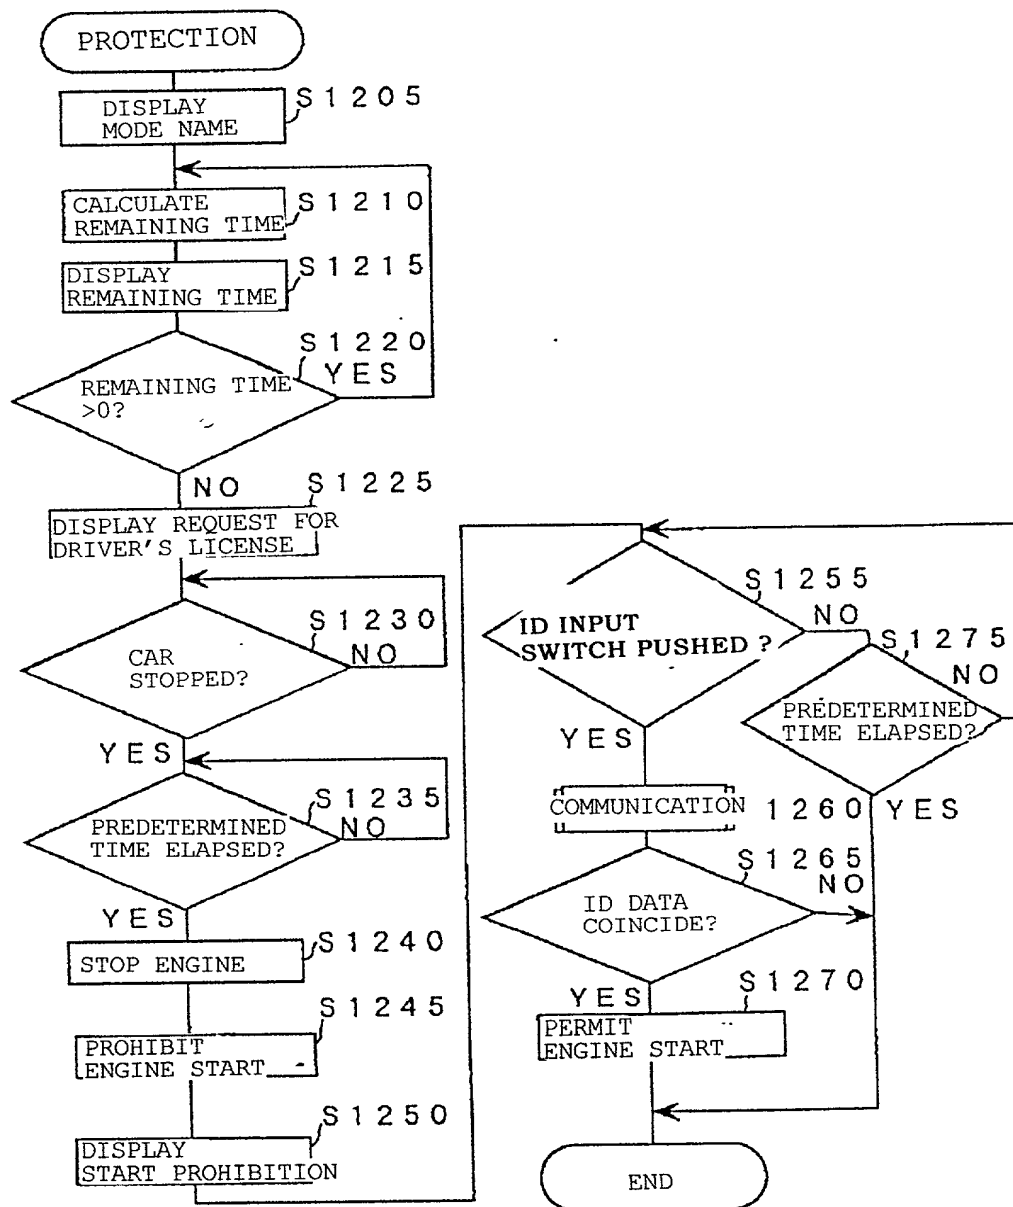 PROTECTION
DISPLAY
MODE NAME
S1205
CALCULATE
REMAINING TIME
S1210
DISPLAY
REMAINING TIME
S1215
S1220
YES
REMAINING TIME
>0?
NO
S1225
DISPLAY REQUEST FOR
DRIVER'S LICENSE
S1230
NO
CAR
STOPPED?
YES
S1235
NO
PREDETERMINED
TIME ELAPSED?
YES
S1240
STOP ENGINE
S1245
PROHIBIT
ENGINE START
S1250
DISPLAY
START PROHIBITION
S1255
NO
ID INPUT
SWITCH PUSHED ?
YES
S1275
NO
PREDETERMINED
TIME ELAPSED?
YES
COMMUNICATION
1260
S1265
NO
ID DATA
COINCIDE?
YES
S1270
PERMIT
ENGINE START
END